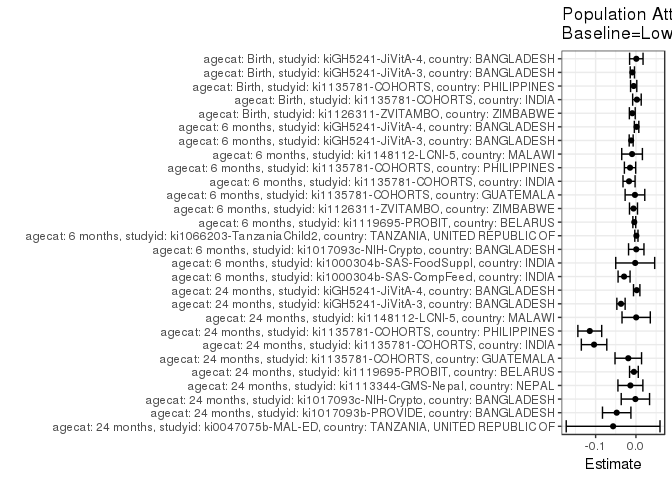 Population Att
Baseline=Low
agecat: Birth, studyid: kiGH5241-JiVitA-4, country: BANGLADESH
agecat: Birth, studyid: kiGH5241-JiVitA-3, country: BANGLADESH
agecat: Birth, studyid: ki1135781-COHORTS, country: PHILIPPINES
agecat: Birth, studyid: ki1135781-COHORTS, country: INDIA
agecat: Birth, studyid: ki1126311-ZVITAMBO, country: ZIMBABWE
agecat: 6 months, studyid: kiGH5241-JiVitA-4, country: BANGLADESH
agecat: 6 months, studyid: kiGH5241-JiVitA-3, country: BANGLADESH
agecat: 6 months, studyid: ki1148112-LCNI-5, country: MALAWI
agecat: 6 months, studyid: ki1135781-COHORTS, country: PHILIPPINES
agecat: 6 months, studyid: ki1135781-COHORTS, country: INDIA
agecat: 6 months, studyid: ki1135781-COHORTS, country: GUATEMALA
agecat: 6 months, studyid: ki1126311-ZVITAMBO, country: ZIMBABWE
agecat: 6 months, studyid: ki1119695-PROBIT, country: BELARUS
agecat: 6 months, studyid: ki1066203-TanzaniaChild2, country: TANZANIA, UNITED REPUBLIC OF
agecat: 6 months, studyid: ki1017093c-NIH-Crypto, country: BANGLADESH
agecat: 6 months, studyid: ki1000304b-SAS-FoodSuppl, country: INDIA
agecat: 6 months, studyid: ki1000304b-SAS-CompFeed, country: INDIA
agecat: 24 months, studyid: kiGH5241-JiVitA-4, country: BANGLADESH
agecat: 24 months, studyid: kiGH5241-JiVitA-3, country: BANGLADESH
agecat: 24 months, studyid: ki1148112-LCNI-5, country: MALAWI
agecat: 24 months, studyid: ki1135781-COHORTS, country: PHILIPPINES
agecat: 24 months, studyid: ki1135781-COHORTS, country: INDIA
agecat: 24 months, studyid: ki1135781-COHORTS, country: GUATEMALA
agecat: 24 months, studyid: ki1119695-PROBIT, country: BELARUS
agecat: 24 months, studyid: ki1113344-GMS-Nepal, country: NEPAL
agecat: 24 months, studyid: ki1017093c-NIH-Crypto, country: BANGLADESH
agecat: 24 months, studyid: ki1017093b-PROVIDE, country: BANGLADESH
agecat: 24 months, studyid: ki0047075b-MAL-ED, country: TANZANIA, UNITED REPUBLIC OF
-0.1 0.0
Estimate